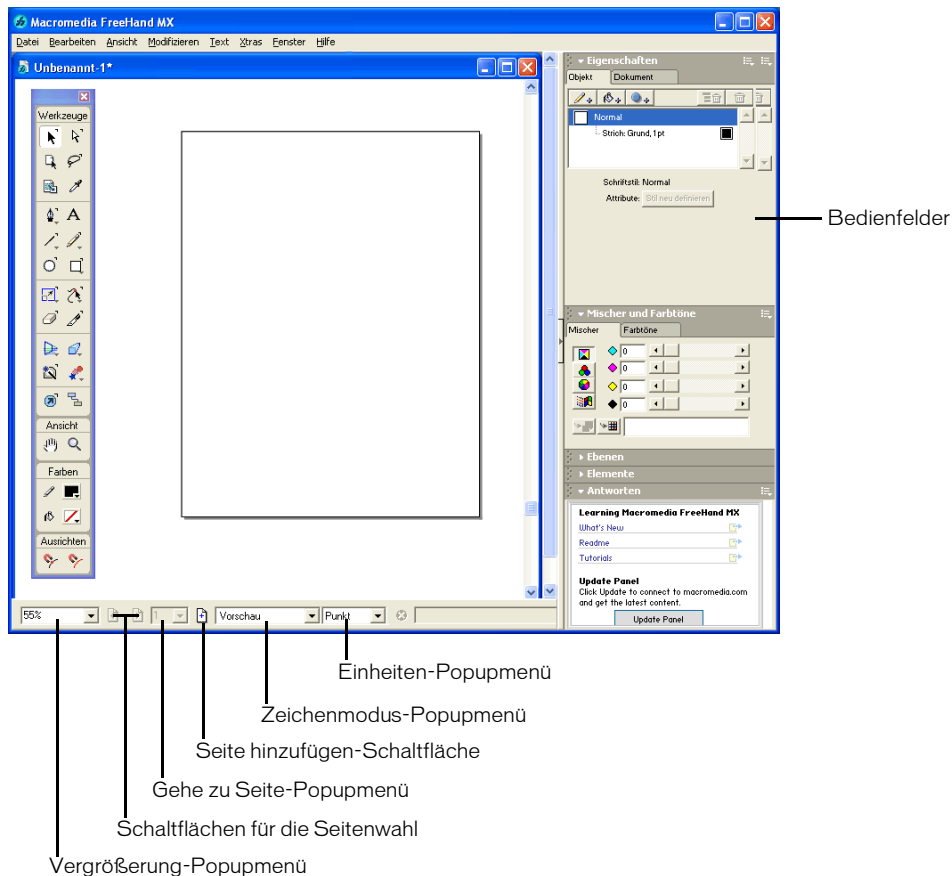 Macromedia FreeHand MX
Datei Bearbeiten Ansicht Modifizieren Text Xtras Fenster Hilfe
Unbenannt-1*
Werkzeuge
A
Ansicht
Farben
Ausrichten
Eigenschaften
Objekt Dokument
Normal
Strich: Grund, 1 pt
Schriftstil: Normal
Attribute: Stil neu definieren
Bedienfelder
Mischer und Farbtöne
Mischer Farbtöne
0
0
0
0
Ebenen
Elemente
Antworten
Learning Macromedia FreeHand MX
What's New
Readme
Tutorials
Update Panel
Click Update to connect to macromedia.com
and get the latest content.
Update Panel
55% 1 Vorschau Punkt
Einheiten-Popupmenü
Zeichenmodus-Popupmenü
Seite hinzufügen-Schaltfläche
Gehe zu Seite-Popupmenü
Schaltflächen für die Seitenwahl
Vergrößerung-Popupmenü